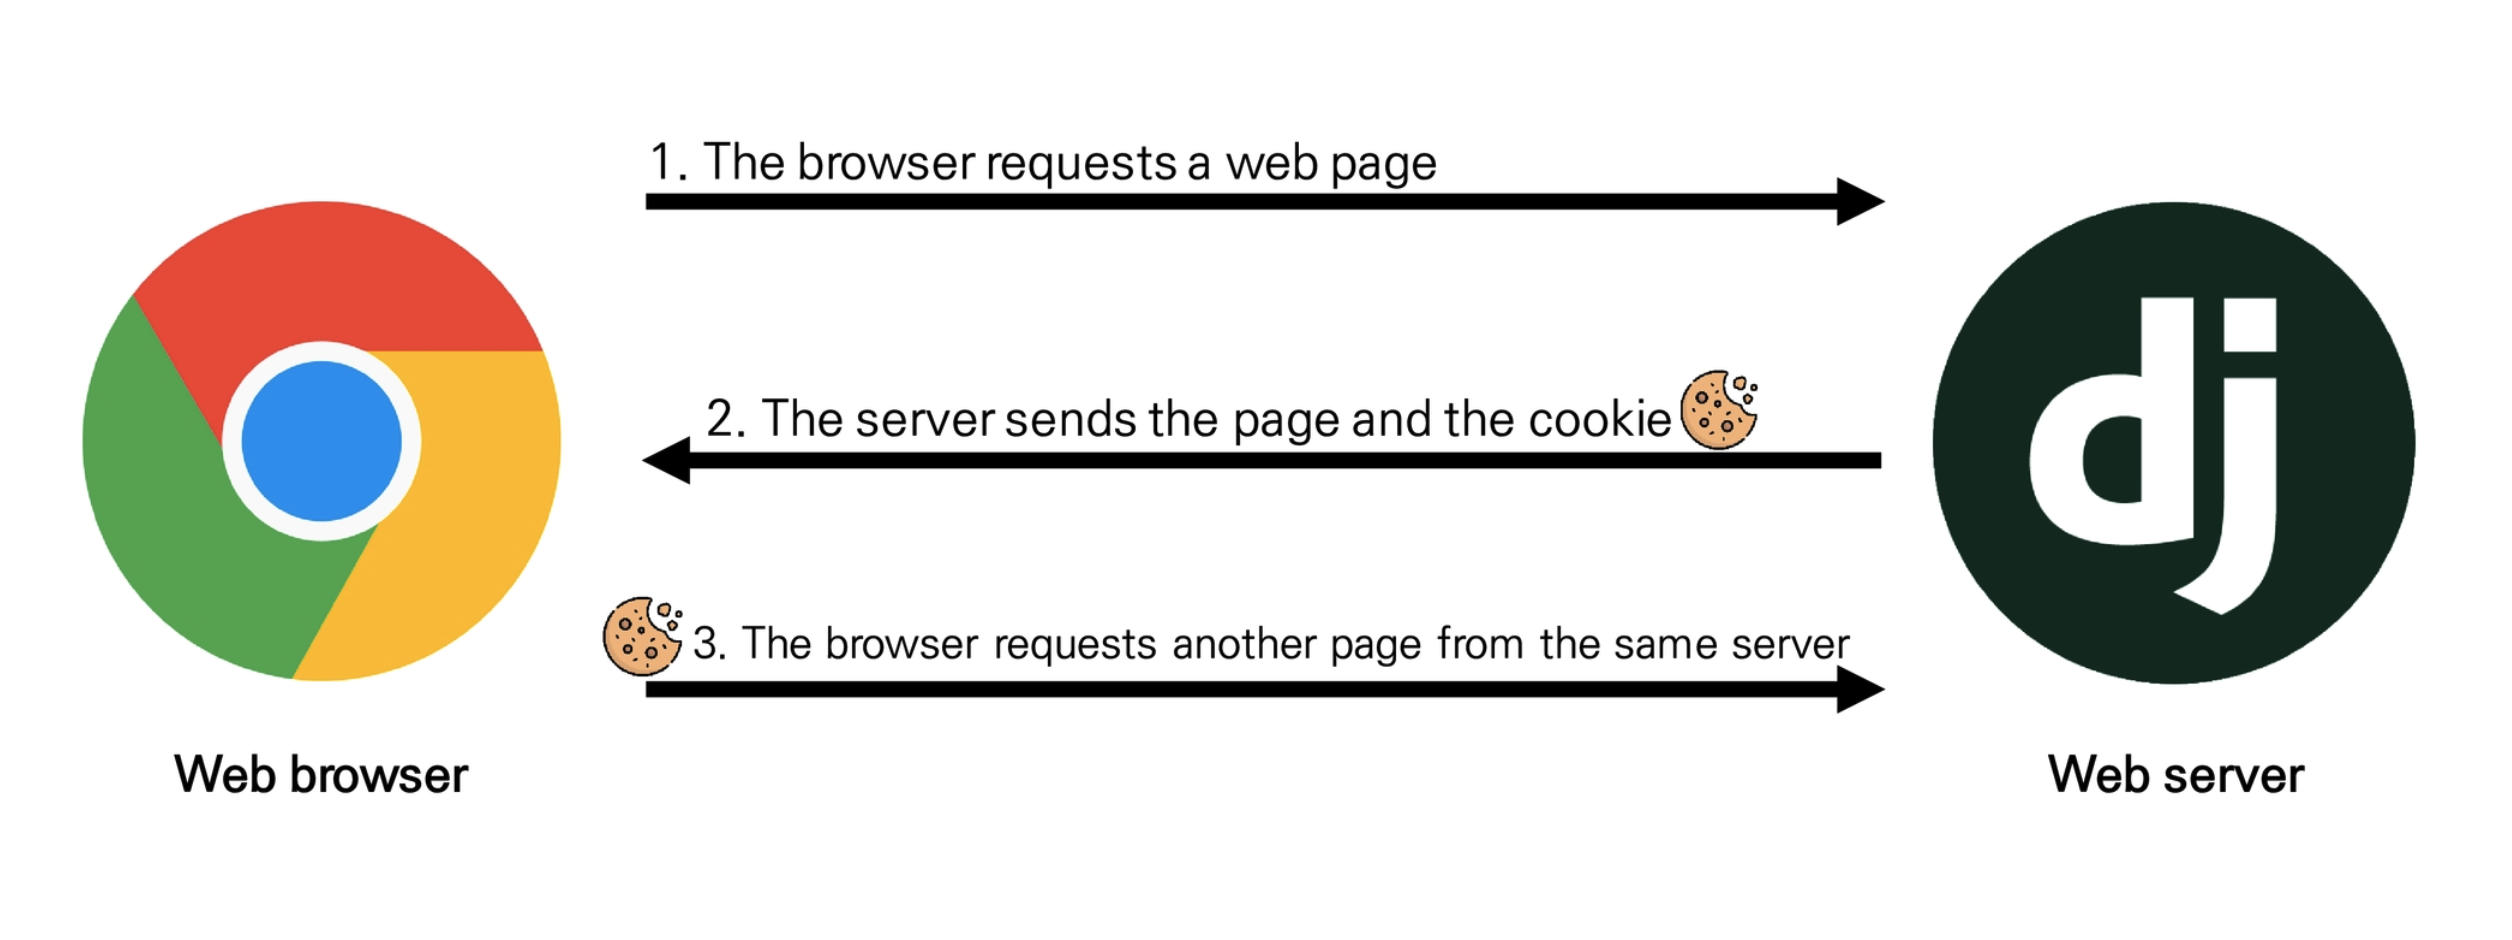 1. The browser requests a web page
2. The server sends the page and the cookie
3. The browser requests another page from the same server
dj
Web browser
Web server